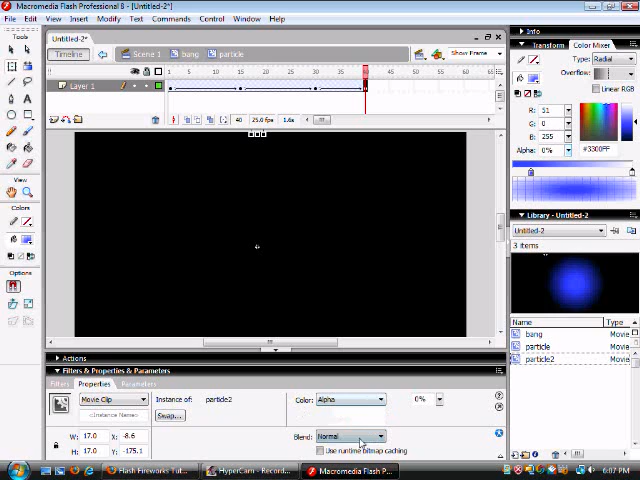 Macromedia Flash Professional 8 - [Untitled-2*]
File Edit View Insert Modify Text Commands Control Window Help
Tools
View
Colors
Options
Untitled-2*
Timeline Scene 1 bang particle Show Frame
1 5 10 15 20 25 30 35 40 45 50 55 60 65
Layer 1
40 25.0 fps 1.6s
Info
Transform Color Mixer
Type: Radial
Overflow:
Linear RGB
R: 51
G: 0
B: 255
Alpha: 0% #3300FF
Library - Untitled-2
Untitled-2
3 items
Name Type
bang Movie
particle Movie
particle2 Movie
Actions
Filters & Properties & Parameters
Filters Properties Parameters
Movie Clip Instance of: particle2 Color: Alpha 0%
<Instance Name> Swap...
W: 17.0 X: -8.6 Blend: Normal
H: 17.0 Y: -175.1 Use runtime bitmap caching
Flash Fireworks Tut... HyperCam - Record... Macromedia Flash P... 6:07 PM